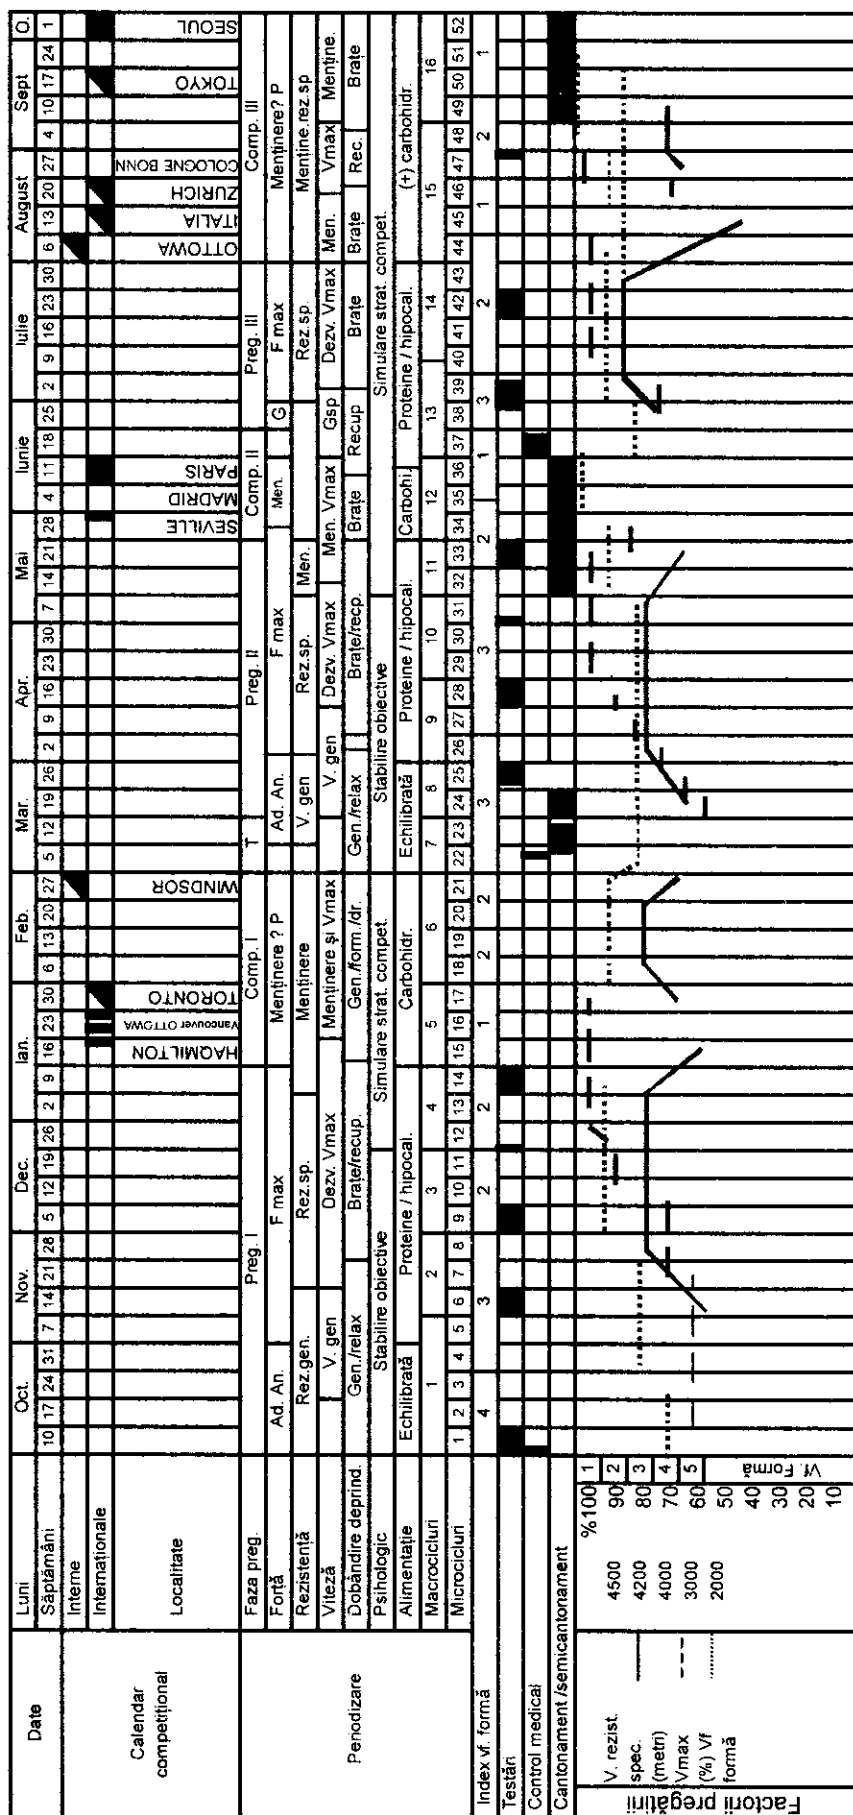 Date
Luni
Oct.
Nov.
Dec.
Ian.
Feb.
Mar.
Apr.
Mai
Iunie
Iulie
August
Sept
O.
Săptămâni
10 17 24 31 7 14 21 28 5 12 19 26 2 9 16 23 30 6 13 20 27 5 12 19 26 2 9 16 23 30 7 14 21 28 4 11 18 25 2 9 16 23 30 6 13 20 27 4 10 17 24 1
Calendar competițional
Interne
Internaționale
Localitate
HAQMILTON
Vancouver OTTOWA
TORONTO
WINDSOR
SEVILLE
MADRID
PARIS
OTTOWA
ITALIA
ZURICH
COLOGNE BONN
TOKYO
SEOUL
Periodizare
Faza preg.
Preg. I
Comp. I
T
Preg. II
Comp. II
Preg. III
Comp. III
Forță
Ad. An.
F max
Menținere ? P
Ad. An.
F max
Men.
G
F max
Menținere? P
Rezistență
Rez.gen.
Rez.sp.
Menținere
V. gen
Rez.sp.
Men.
Rez.sp.
Menține.rez.sp
Viteză
V. gen
Dezv. Vmax
Menținere și Vmax
V. gen
Dezv. Vmax
Men. Vmax
Gsp
Dezv. Vmax
Men.
Vmax
Menține.
Dobândire deprind.
Gen./relax
Brațe/recup.
Gen./form./dr.
Gen./relax
Brațe/recp.
Brațe
Recup
Brațe
Brațe
Rec.
Brațe
Psihologic
Stabilire obiective
Simulare strat. compet.
Stabilire obiective
Simulare strat. compet.
Alimentație
Echilibrată
Proteine / hipocal.
Carbohidr.
Echilibrată
Proteine / hipocal.
Carbohi.
Proteine / hipocal.
(+) carbohidr.
Macrocicluri
1 2 3 4 5 6 7 8 9 10 11 12 13 14 15 16
Microcicluri
1 2 3 4 5 6 7 8 9 10 11 12 13 14 15 16 17 18 19 20 21 22 23 24 25 26 27 28 29 30 31 32 33 34 35 36 37 38 39 40 41 42 43 44 45 46 47 48 49 50 51 52
Index vf. formă
4 3 2 2 1 2 2 3 3 2 1 3 2 1 2 1
Testări
Control medical
Cantonament /semicantonament
Factorii pregătirii
V. rezist.
spec.
(metri)
Vmax
(%) Vf
formă
4500
4200
4000
3000
2000
%100
90
80
70
60
50
40
30
20
10
1
2
3
4
5
Vf. Formă